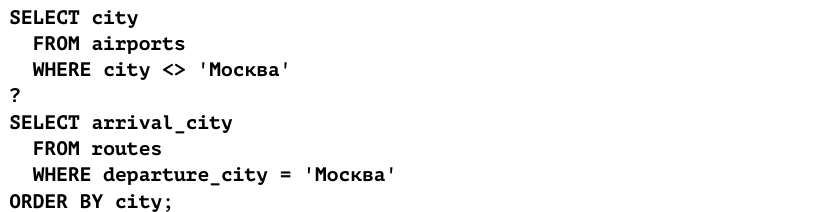 SELECT city
FROM airports
WHERE city <> 'Москва'
?
SELECT arrival_city
FROM routes
WHERE departure_city = 'Москва'
ORDER BY city;